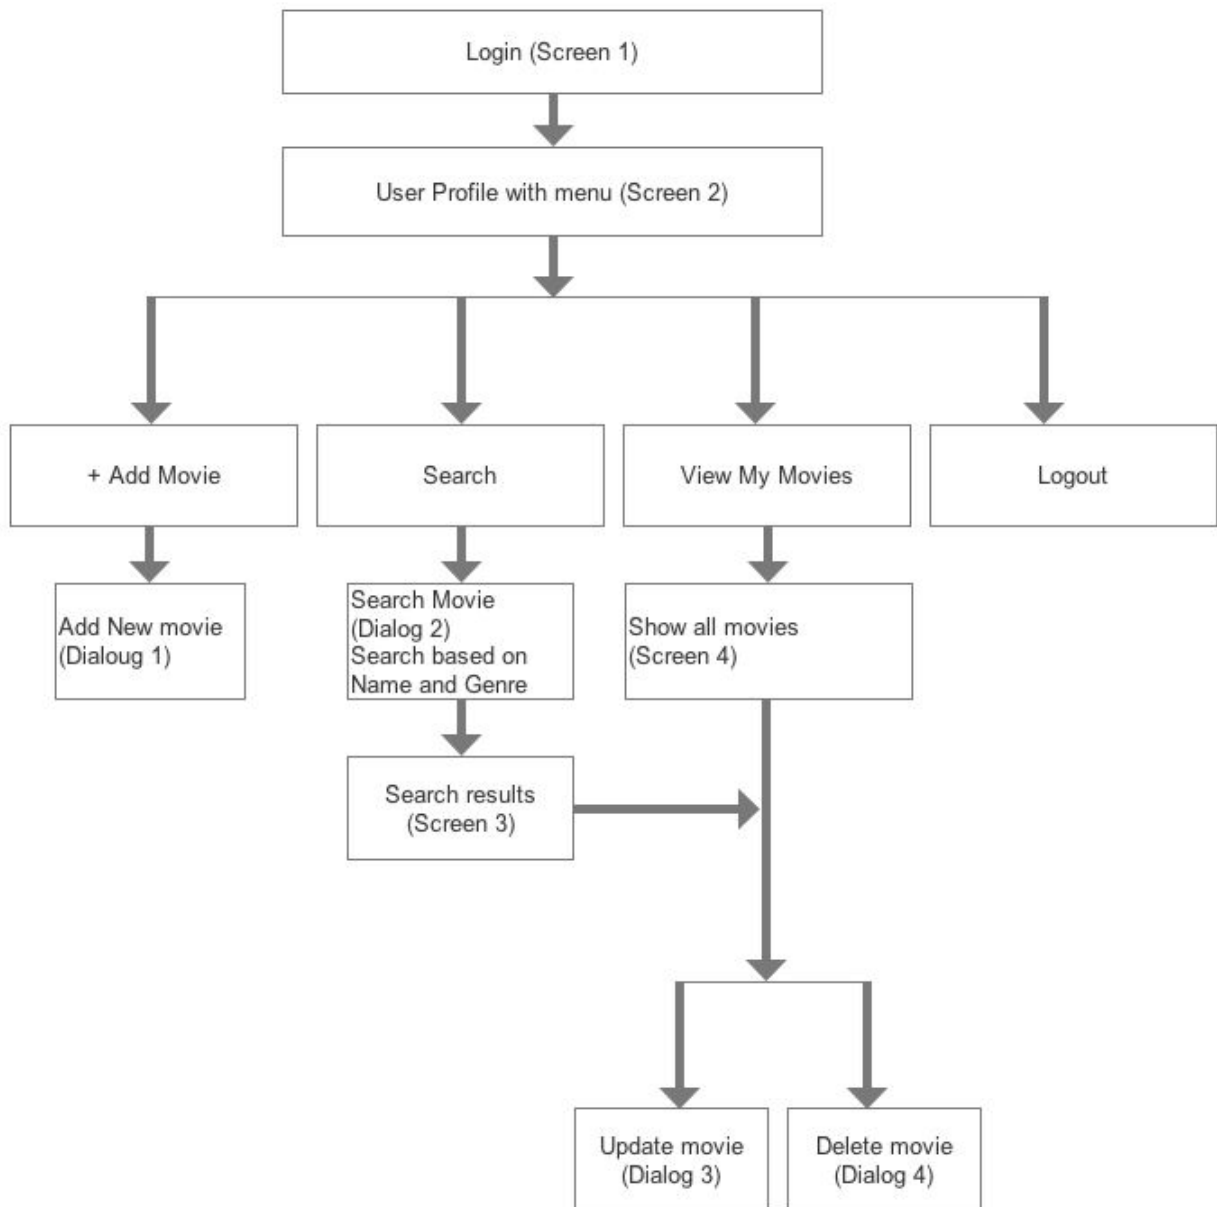 Login (Screen 1)
User Profile with menu (Screen 2)
+ Add Movie
Search
View My Movies
Logout
Add New movie
(Dialoug 1)
Search Movie
(Dialog 2)
Search based on
Name and Genre
Show all movies
(Screen 4)
Search results
(Screen 3)
Update movie
(Dialog 3)
Delete movie
(Dialog 4)